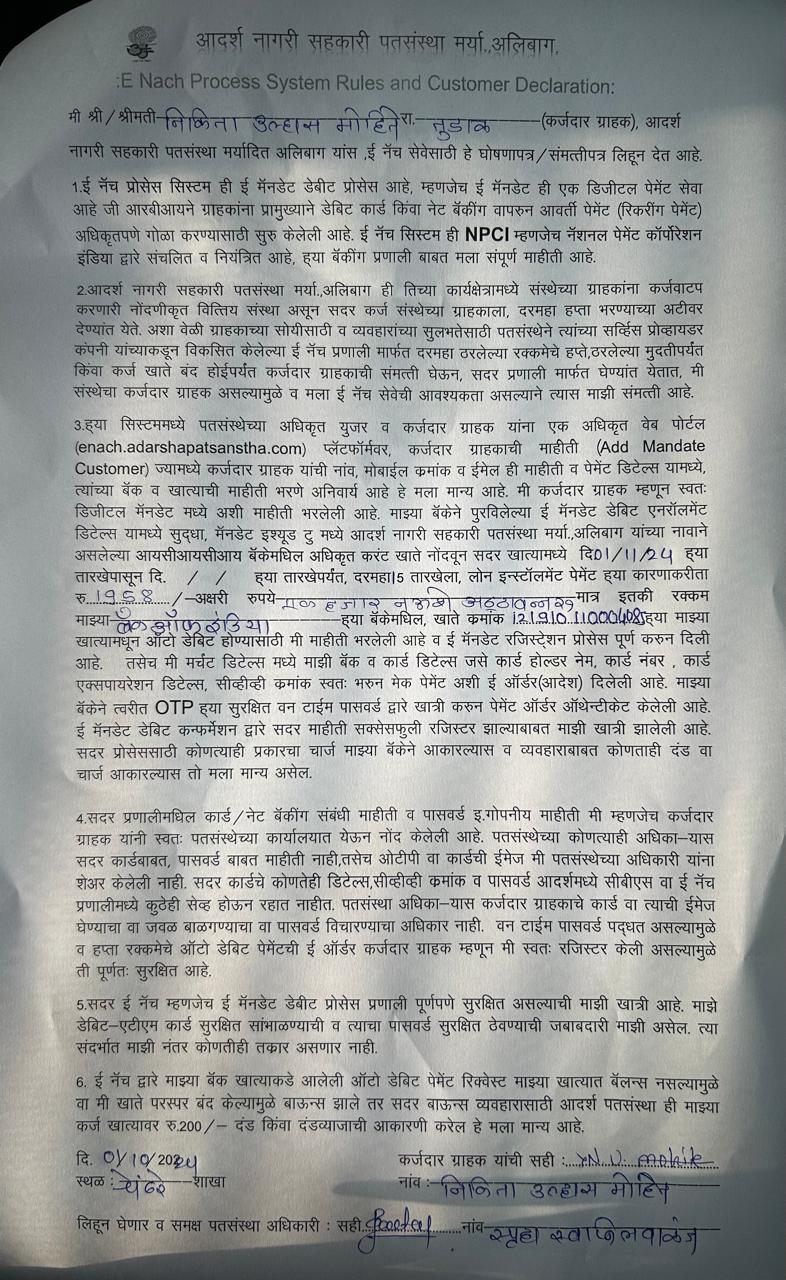 आदर्श नागरी सहकारी पतसंस्था मर्या.,अलिबाग.
:E Nach Process System Rules and Customer Declaration:
मी श्री/श्रीमती निकिता उल्हास मोहिते रा. तुडाळ (कर्जदार ग्राहक), आदर्श
नागरी सहकारी पतसंस्था मर्यादित अलिबाग यांस ,ई नॅच सेवेसाठी हे घोषणापत्र/संमत्तीपत्र लिहून देत आहे.
1.ई नॅच प्रोसेस सिस्टम ही ई मॅनडेट डेबीट प्रोसेस आहे, म्हणजेच ई मॅनडेट ही एक डिजीटल पेमेंट सेवा
आहे जी आरबीआयने ग्राहकांना प्रामुख्याने डेबिट कार्ड किंवा नेट बॅकींग वापरुन आवर्ती पेमेंट (रिकरींग पेमेंट)
अधिकृतपणे गोळा करण्यासाठी सुरु केलेली आहे. ई नॅच सिस्टम ही NPCI म्हणजेच नॅशनल पेमेंट कॉर्पोरेशन
इंडिया द्वारे संचलित व नियंत्रित आहे, ह्या बॅकींग प्रणाली बाबत मला संपूर्ण माहीती आहे.
2.आदर्श नागरी सहकारी पतसंस्था मर्या.,अलिबाग ही तिच्या कार्यक्षेत्रामध्ये संस्थेच्या ग्राहकांना कर्जवाटप
करणारी नोंदणीकृत वित्तिय संस्था असून सदर कर्ज संस्थेच्या ग्राहकाला, दरमहा हप्ता भरण्याच्या अटीवर
देण्यांत येते. अशा वेळी ग्राहकाच्या सोयीसाठी व व्यवहारांच्या सुलभतेसाठी पतसंस्थेने त्यांच्या सर्व्हिस प्रोव्हायडर
कंपनी यांच्याकडून विकसित केलेल्या ई नॅच प्रणाली मार्फत दरमहा ठरलेल्या रक्कमेचे हप्ते,ठरलेल्या मुदतीपर्यंत
किंवा कर्ज खाते बंद होईपर्यंत कर्जदार ग्राहकाची संमत्ती घेऊन, सदर प्रणाली मार्फत घेण्यांत येतात, मी
संस्थेचा कर्जदार ग्राहक असल्यामुळे व मला ई नॅच सेवेची आवश्यकता असल्याने त्यास माझी संमत्ती आहे.
3.ह्या सिस्टममध्ये पतसंस्थेच्या अधिकृत युजर व कर्जदार ग्राहक यांना एक अधिकृत वेब पोर्टल
(enach.adarshapatsanstha.com) प्लॅटफॉर्मवर, कर्जदार ग्राहकाची माहीती (Add Mandate
Customer) ज्यामध्ये कर्जदार ग्राहक यांची नांव, मोबाईल क्रमांक व ईमेल ही माहीती व पेमेंट डिटेल्स यामध्ये,
त्यांच्या बॅक व खात्याची माहीती भरणे अनिवार्य आहे हे मला मान्य आहे. मी कर्जदार ग्राहक म्हणून स्वतः
डिजीटल मॅनडेट मध्ये अशी माहीती भरलेली आहे. माझ्या बॅकेने पुरविलेल्या ई मॅनडेट डेबिट एनरॉलमेंट
डिटेल्स यामध्ये सुद्धा, मॅनडेट इश्यूड टु मध्ये आदर्श नागरी सहकारी पतसंस्था मर्या.,अलिबाग यांच्या नावाने
असलेल्या आयसीआयसीआय बॅकेमधिल अधिकृत करंट खाते नोंदवून सदर खात्यामध्ये दि01/11/24 ह्या
तारखेपासून दि. / / ह्या तारखेपर्यंत, दरमहा15 तारखेला, लोन इन्स्टॉलमेंट पेमेंट ह्या कारणाकरीता
रु.1958/-अक्षरी रुपये एक हजार नऊशे अठ्ठावन्नरु मात्र इतकी रक्कम
माझ्या बँक ऑफ इंडिया ह्या बॅकेमधिल, खाते क्रमांक 121910110004085ह्या माझ्या
खात्यामधून ऑटो डेबिट होण्यासाठी मी माहीती भरलेली आहे व ई मॅनडेट रजिस्टे्शन प्रोसेस पूर्ण करुन दिली
आहे. तसेच मी मर्चंट डिटेल्स मध्ये माझी बॅक व कार्ड डिटेल्स जसे कार्ड होल्डर नेम, कार्ड नंबर , कार्ड
एक्सपायरेशन डिटेल्स, सीव्हीव्ही क्रमांक स्वतः भरुन मेक पेमेंट अशी ई ऑर्डर(आदेश) दिलेली आहे. माझ्या
बॅकेने त्वरीत OTP ह्या सुरक्षित वन टाईम पासवर्ड द्वारे खात्री करुन पेमेंट ऑर्डर ऑथेन्टीकेट केलेली आहे.
ई मॅनडेट डेबिट कन्फर्मेशन द्वारे सदर माहीती सक्सेसफुली रजिस्टर झाल्याबाबत माझी खात्री झालेली आहे.
सदर प्रोसेससाठी कोणत्याही प्रकारचा चार्ज माझ्या बॅकेने आकारल्यास व व्यवहाराबाबत कोणताही दंड वा
चार्ज आकारल्यास तो मला मान्य असेल.
4.सदर प्रणालीमधिल कार्ड/नेट बॅकींग संबंधी माहीती व पासवर्ड इ.गोपनीय माहीती मी म्हणजेच कर्जदार
ग्राहक यांनी स्वतः पतसंस्थेच्या कार्यालयात येऊन नोंद केलेली आहे. पतसंस्थेच्या कोणत्याही अधिका–यास
सदर कार्डबाबत, पासवर्ड बाबत माहीती नाही,तसेच ओटीपी वा कार्डची ईमेज मी पतसंस्थेच्या अधिकारी यांना
शेअर केलेली नाही. सदर कार्डचे कोणतेही डिटेल्स,सीव्हीव्ही क्रमांक व पासवर्ड आदर्शमध्ये सीबीएस वा ई नॅच
प्रणालीमध्ये कुठेही सेव्ह होऊन रहात नाहीत. पतसंस्था अधिका–यास कर्जदार ग्राहकाचे कार्ड वा त्याची ईमेज
घेण्याचा वा जवळ बाळगण्याचा वा पासवर्ड विचारण्याचा अधिकार नाही. वन टाईम पासवर्ड पद्धत असल्यामुळे
व हप्ता रक्कमेचे ऑटो डेबिट पेमेंटची ई ऑर्डर कर्जदार ग्राहक म्हणून मी स्वतः रजिस्टर केली असल्यामुळे
ती पूर्णतः सुरक्षित आहे.
5.सदर ई नॅच म्हणजेच ई मॅनडेट डेबीट प्रोसेस प्रणाली पूर्णपणे सुरक्षित असल्याची माझी खात्री आहे. माझे
डेबिट–एटीएम कार्ड सुरक्षित सांभाळण्याची व त्याचा पासवर्ड सुरक्षित ठेवण्याची जबाबदारी माझी असेल. त्या
संदर्भात माझी नंतर कोणतीही तक्रार असणार नाही.
6. ई नॅच द्वारे माझ्या बॅक खात्याकडे आलेली ऑटो डेबिट पेमेंट रिक्वेस्ट माझ्या खात्यात बॅलन्स नसल्यामुळे
वा मी खाते परस्पर बंद केल्यामुळे बाऊन्स झाले तर सदर बाऊन्स व्यवहारासाठी आदर्श पतसंस्था ही माझ्या
कर्ज खात्यावर रु.200/– दंड किंवा दंडव्याजाची आकारणी करेल हे मला मान्य आहे.
दि. 01/10/2024 कर्जदार ग्राहक यांची सही : N.U. mohite
स्थळ : चेंढरे शाखा नांव : निकिता उल्हास मोहिते
लिहून घेणार व समक्ष पतसंस्था अधिकारी : सही नांव स्पृहा स्वप्निल वाळंज